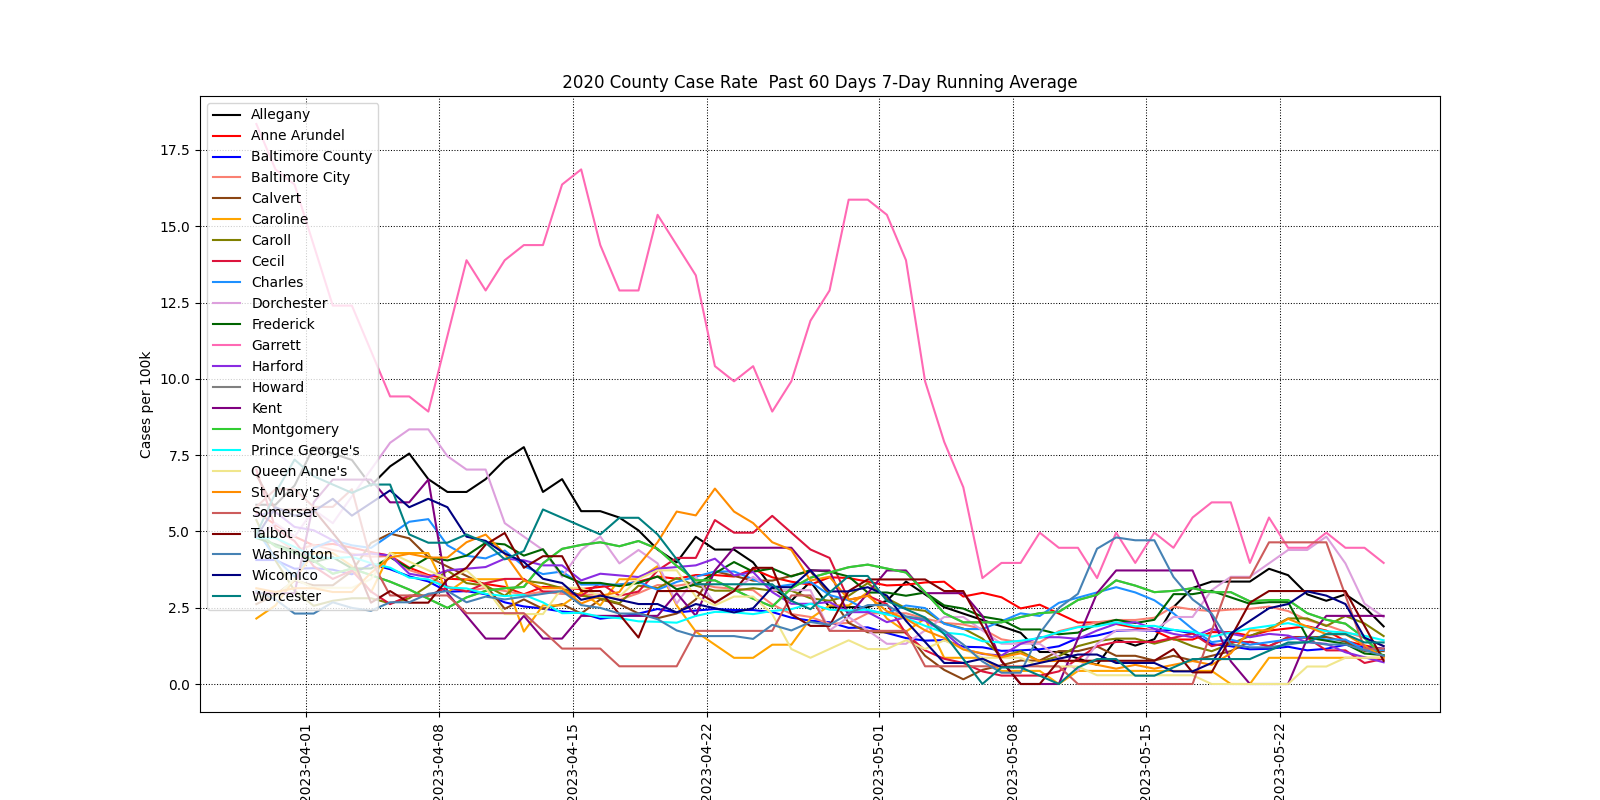 2020 County Case Rate  Past 60 Days 7-Day Running Average
Cases per 100k
17.5
15.0
12.5
10.0
7.5
5.0
2.5
0.0
Allegany
Anne Arundel
Baltimore County
Baltimore City
Calvert
Caroline
Caroll
Cecil
Charles
Dorchester
Frederick
Garrett
Harford
Howard
Kent
Montgomery
Prince George's
Queen Anne's
St. Mary's
Somerset
Talbot
Washington
Wicomico
Worcester
2023-04-01
2023-04-08
2023-04-15
2023-04-22
2023-05-01
2023-05-08
2023-05-15
2023-05-22